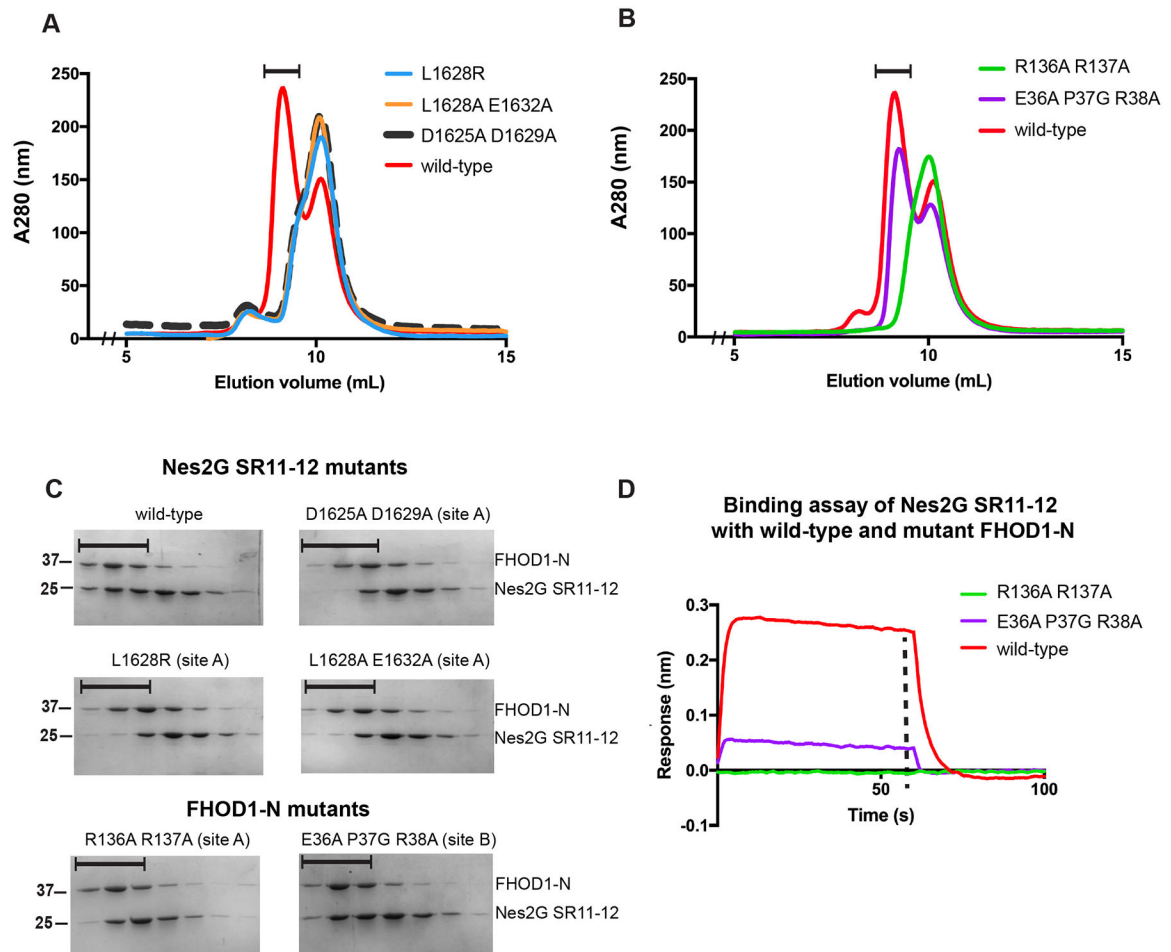 A
250
200
150
100
50
0
A280 (nm)
5
10
15
Elution volume (mL)
L1628R
L1628A E1632A
D1625A D1629A
wild-type
B
250
200
150
100
50
0
A280 (nm)
5
10
15
Elution volume (mL)
R136A R137A
E36A P37G R38A
wild-type
C
Nes2G SR11-12 mutants
wild-type
D1625A D1629A (site A)
37
25
FHOD1-N
Nes2G SR11-12
L1628R (site A)
L1628A E1632A (site A)
37
25
FHOD1-N
Nes2G SR11-12
FHOD1-N mutants
R136A R137A (site A)
E36A P37G R38A (site B)
37
25
FHOD1-N
Nes2G SR11-12
D
Binding assay of Nes2G SR11-12
with wild-type and mutant FHOD1-N
R136A R137A
E36A P37G R38A
wild-type
0.3
0.2
0.1
0.0
-0.1
Response (nm)
50
100
Time (s)